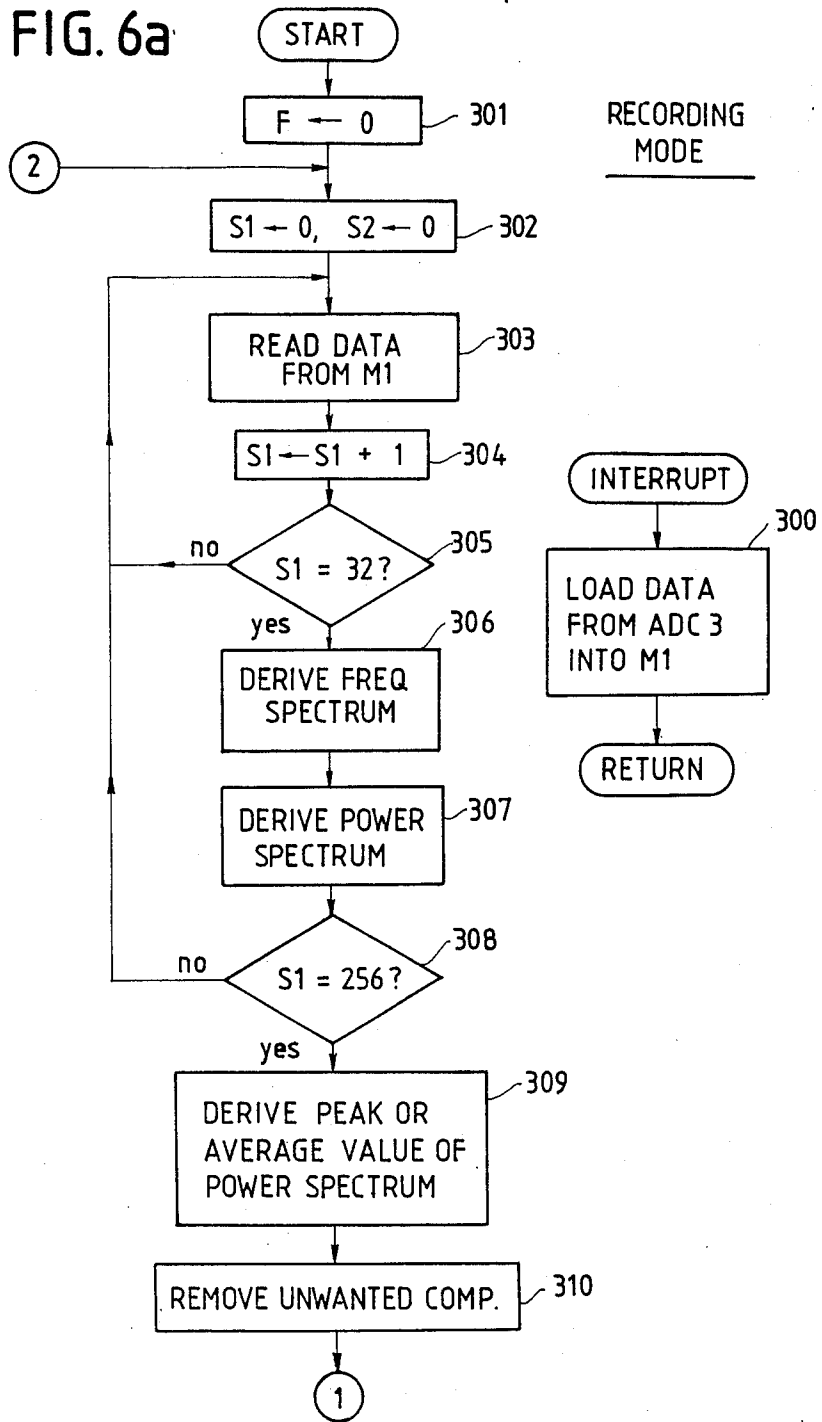 FIG. 6a
START
F ← 0
301
RECORDING
MODE
2
S1 ← 0, S2 ← 0
302
READ DATA
FROM M1
303
S1 ← S1 + 1
304
S1 = 32?
305
no
yes
306
DERIVE FREQ
SPECTRUM
DERIVE POWER
SPECTRUM
307
S1 = 256?
308
no
yes
309
DERIVE PEAK OR
AVERAGE VALUE OF
POWER SPECTRUM
REMOVE UNWANTED COMP.
310
1
INTERRUPT
300
LOAD DATA
FROM ADC 3
INTO M1
RETURN